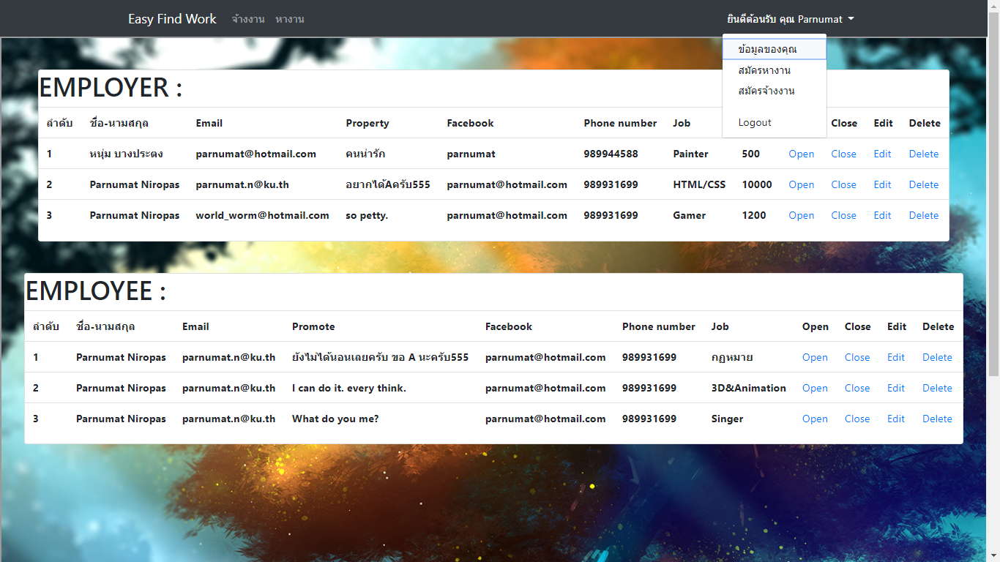 Easy Find Work จ้างงาน หางาน ยินดีต้อนรับ คุณ Parnumat
ข้อมูลของคุณ
สมัครหางาน
สมัครจ้างงาน
Logout
EMPLOYER :
ลำดับ ชื่อ-นามสกุล Email Property Facebook Phone number Job Close Edit Delete
1 หนุ่ม บางประตง parnumat@hotmail.com คนน่ารัก parnumat 989944588 Painter 500 Open Close Edit Delete
2 Parnumat Niropas parnumat.n@ku.th อยากได้Aครับ555 parnumat@hotmail.com 989931699 HTML/CSS 10000 Open Close Edit Delete
3 Parnumat Niropas world_worm@hotmail.com so petty. parnumat@hotmail.com 989931699 Gamer 1200 Open Close Edit Delete
EMPLOYEE :
ลำดับ ชื่อ-นามสกุล Email Promote Facebook Phone number Job Open Close Edit Delete
1 Parnumat Niropas parnumat.n@ku.th ยังไม่ได้นอนเลยครับ ขอ A นะครับ555 parnumat@hotmail.com 989931699 กฏหมาย Open Close Edit Delete
2 Parnumat Niropas parnumat.n@ku.th I can do it. every think. parnumat@hotmail.com 989931699 3D&Animation Open Close Edit Delete
3 Parnumat Niropas parnumat.n@ku.th What do you me? parnumat@hotmail.com 989931699 Singer Open Close Edit Delete